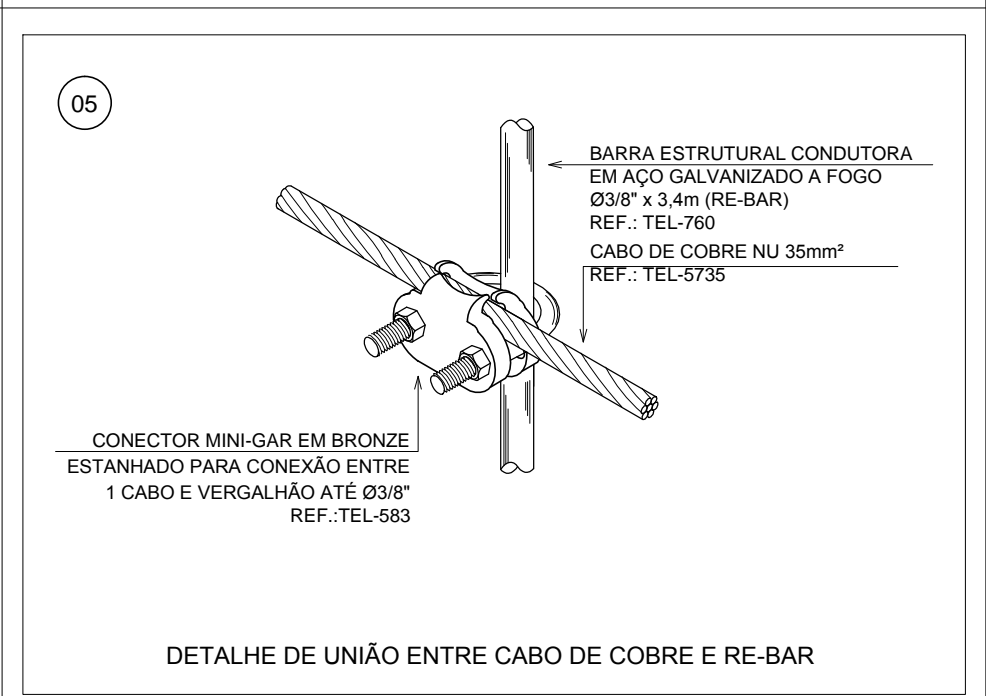 05
BARRA ESTRUTURAL CONDUTORA
EM AÇO GALVANIZADO A FOGO
Ø3/8" x 3,4m (RE-BAR)
REF.: TEL-760
CABO DE COBRE NU 35mm²
REF.: TEL-5735
CONECTOR MINI-GAR EM BRONZE
ESTANHADO PARA CONEXÃO ENTRE
1 CABO E VERGALHÃO ATÉ Ø3/8"
REF.:TEL-583
DETALHE DE UNIÃO ENTRE CABO DE COBRE E RE-BAR